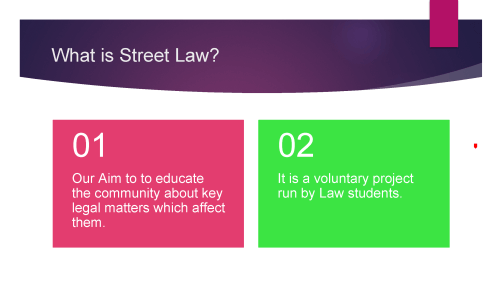 What is Street Law?
01
Our Aim to to educate
the community about key
legal matters which affect
them.
02
It is a voluntary project
run by Law students.